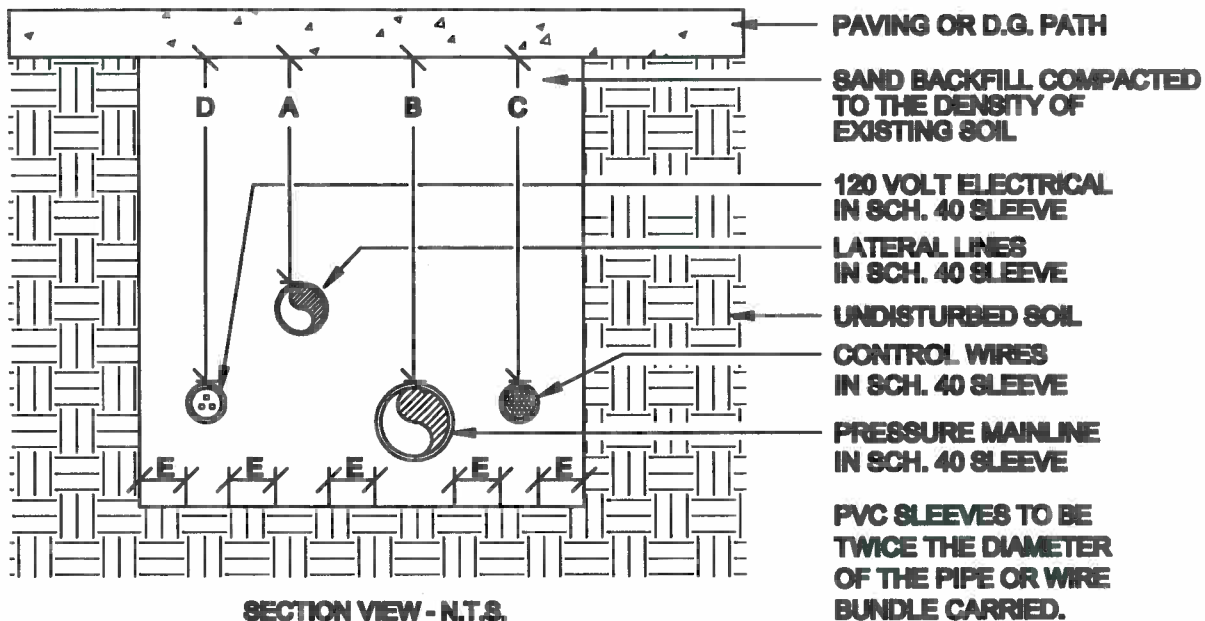 PAVING OR D.G. PATH
SAND BACKFILL COMPACTED
TO THE DENSITY OF
EXISTING SOIL
D A B C
120 VOLT ELECTRICAL
IN SCH. 40 SLEEVE
LATERAL LINES
IN SCH. 40 SLEEVE
UNDISTURBED SOIL
CONTROL WIRES
IN SCH. 40 SLEEVE
PRESSURE MAINLINE
IN SCH. 40 SLEEVE
E E E E E
PVC SLEEVES TO BE
TWICE THE DIAMETER
OF THE PIPE OR WIRE
BUNDLE CARRIED.
SECTION VIEW - N.T.S.